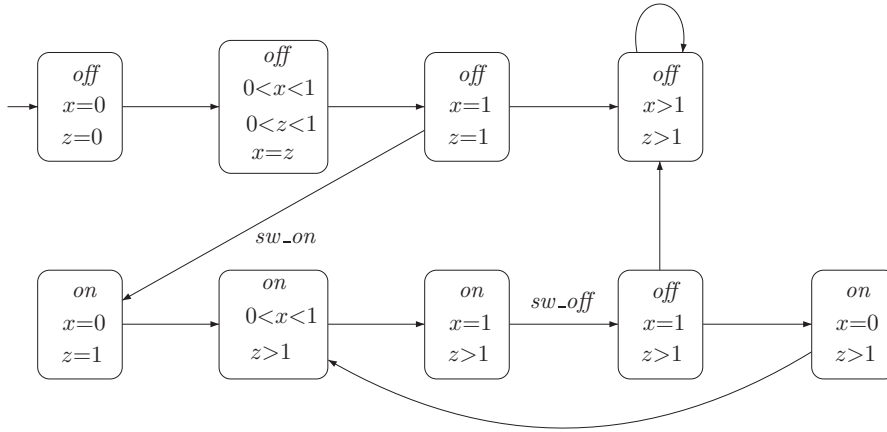 off
x=0
z=0
off
0<x<1
0<z<1
x=z
off
x=1
z=1
off
x>1
z>1
sw_on
on
x=0
z=1
on
0<x<1
z>1
on
x=1
z>1
sw_off
off
x=1
z>1
on
x=0
z>1